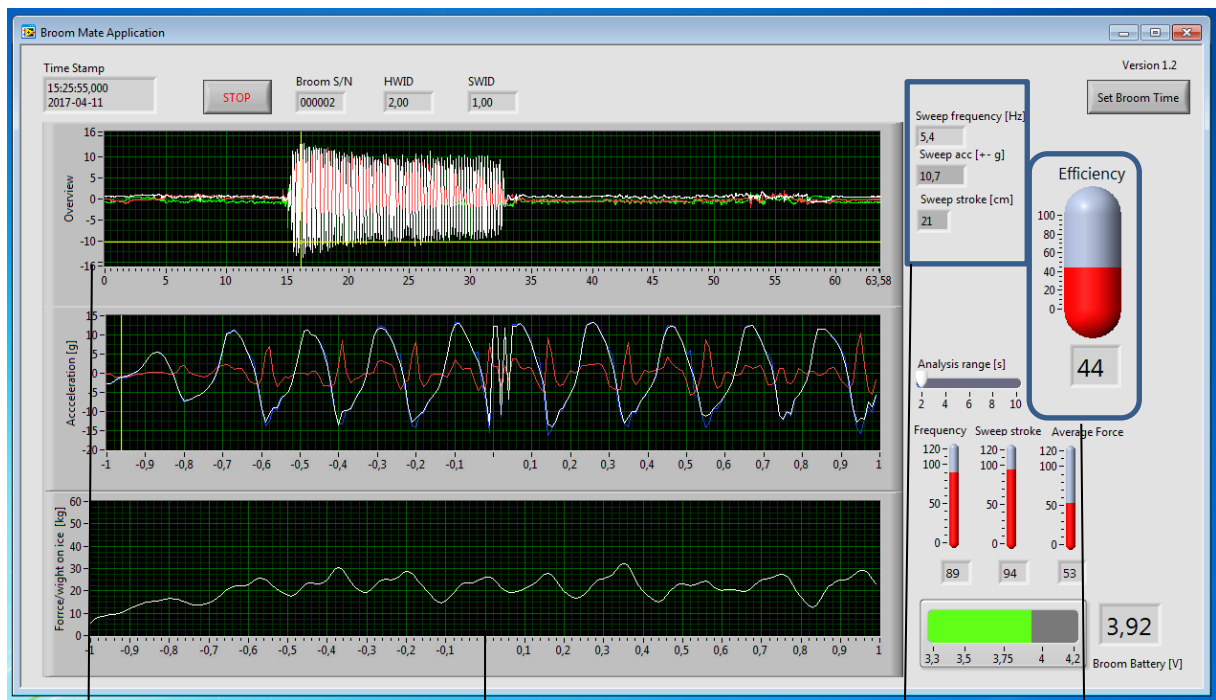 Broom Mate Application
Time Stamp
15:25:55,000
2017-04-11
STOP
Broom S/N
000002
HWID
2,00
SWID
1,00
Version 1.2
Set Broom Time
Sweep frequency [Hz]
5,4
Sweep acc [+- g]
10,7
Sweep stroke [cm]
21
Efficiency
100
80
60
40
20
0
44
Overview
16
10
5
0
-5
-10
-16
0 5 10 15 20 25 30 35 40 45 50 55 60 63,58
Accceleration [g]
15
10
5
0
-5
-10
-15
-20
-1 -0,9 -0,8 -0,7 -0,6 -0,5 -0,4 -0,3 -0,2 -0,1 0,1 0,2 0,3 0,4 0,5 0,6 0,7 0,8 0,9 1
Analysis range [s]
2 4 6 8 10
Frequency Sweep stroke Average Force
120 120 120
100 100 100
50 50 50
0 0 0
89 94 53
Forrce/wight on ice [kg]
60
50
40
30
20
10
0
-1 -0,9 -0,8 -0,7 -0,6 -0,5 -0,4 -0,3 -0,2 -0,1 0,1 0,2 0,3 0,4 0,5 0,6 0,7 0,8 0,9 1
3,3 3,5 3,75 4 4,2
3,92
Broom Battery [V]